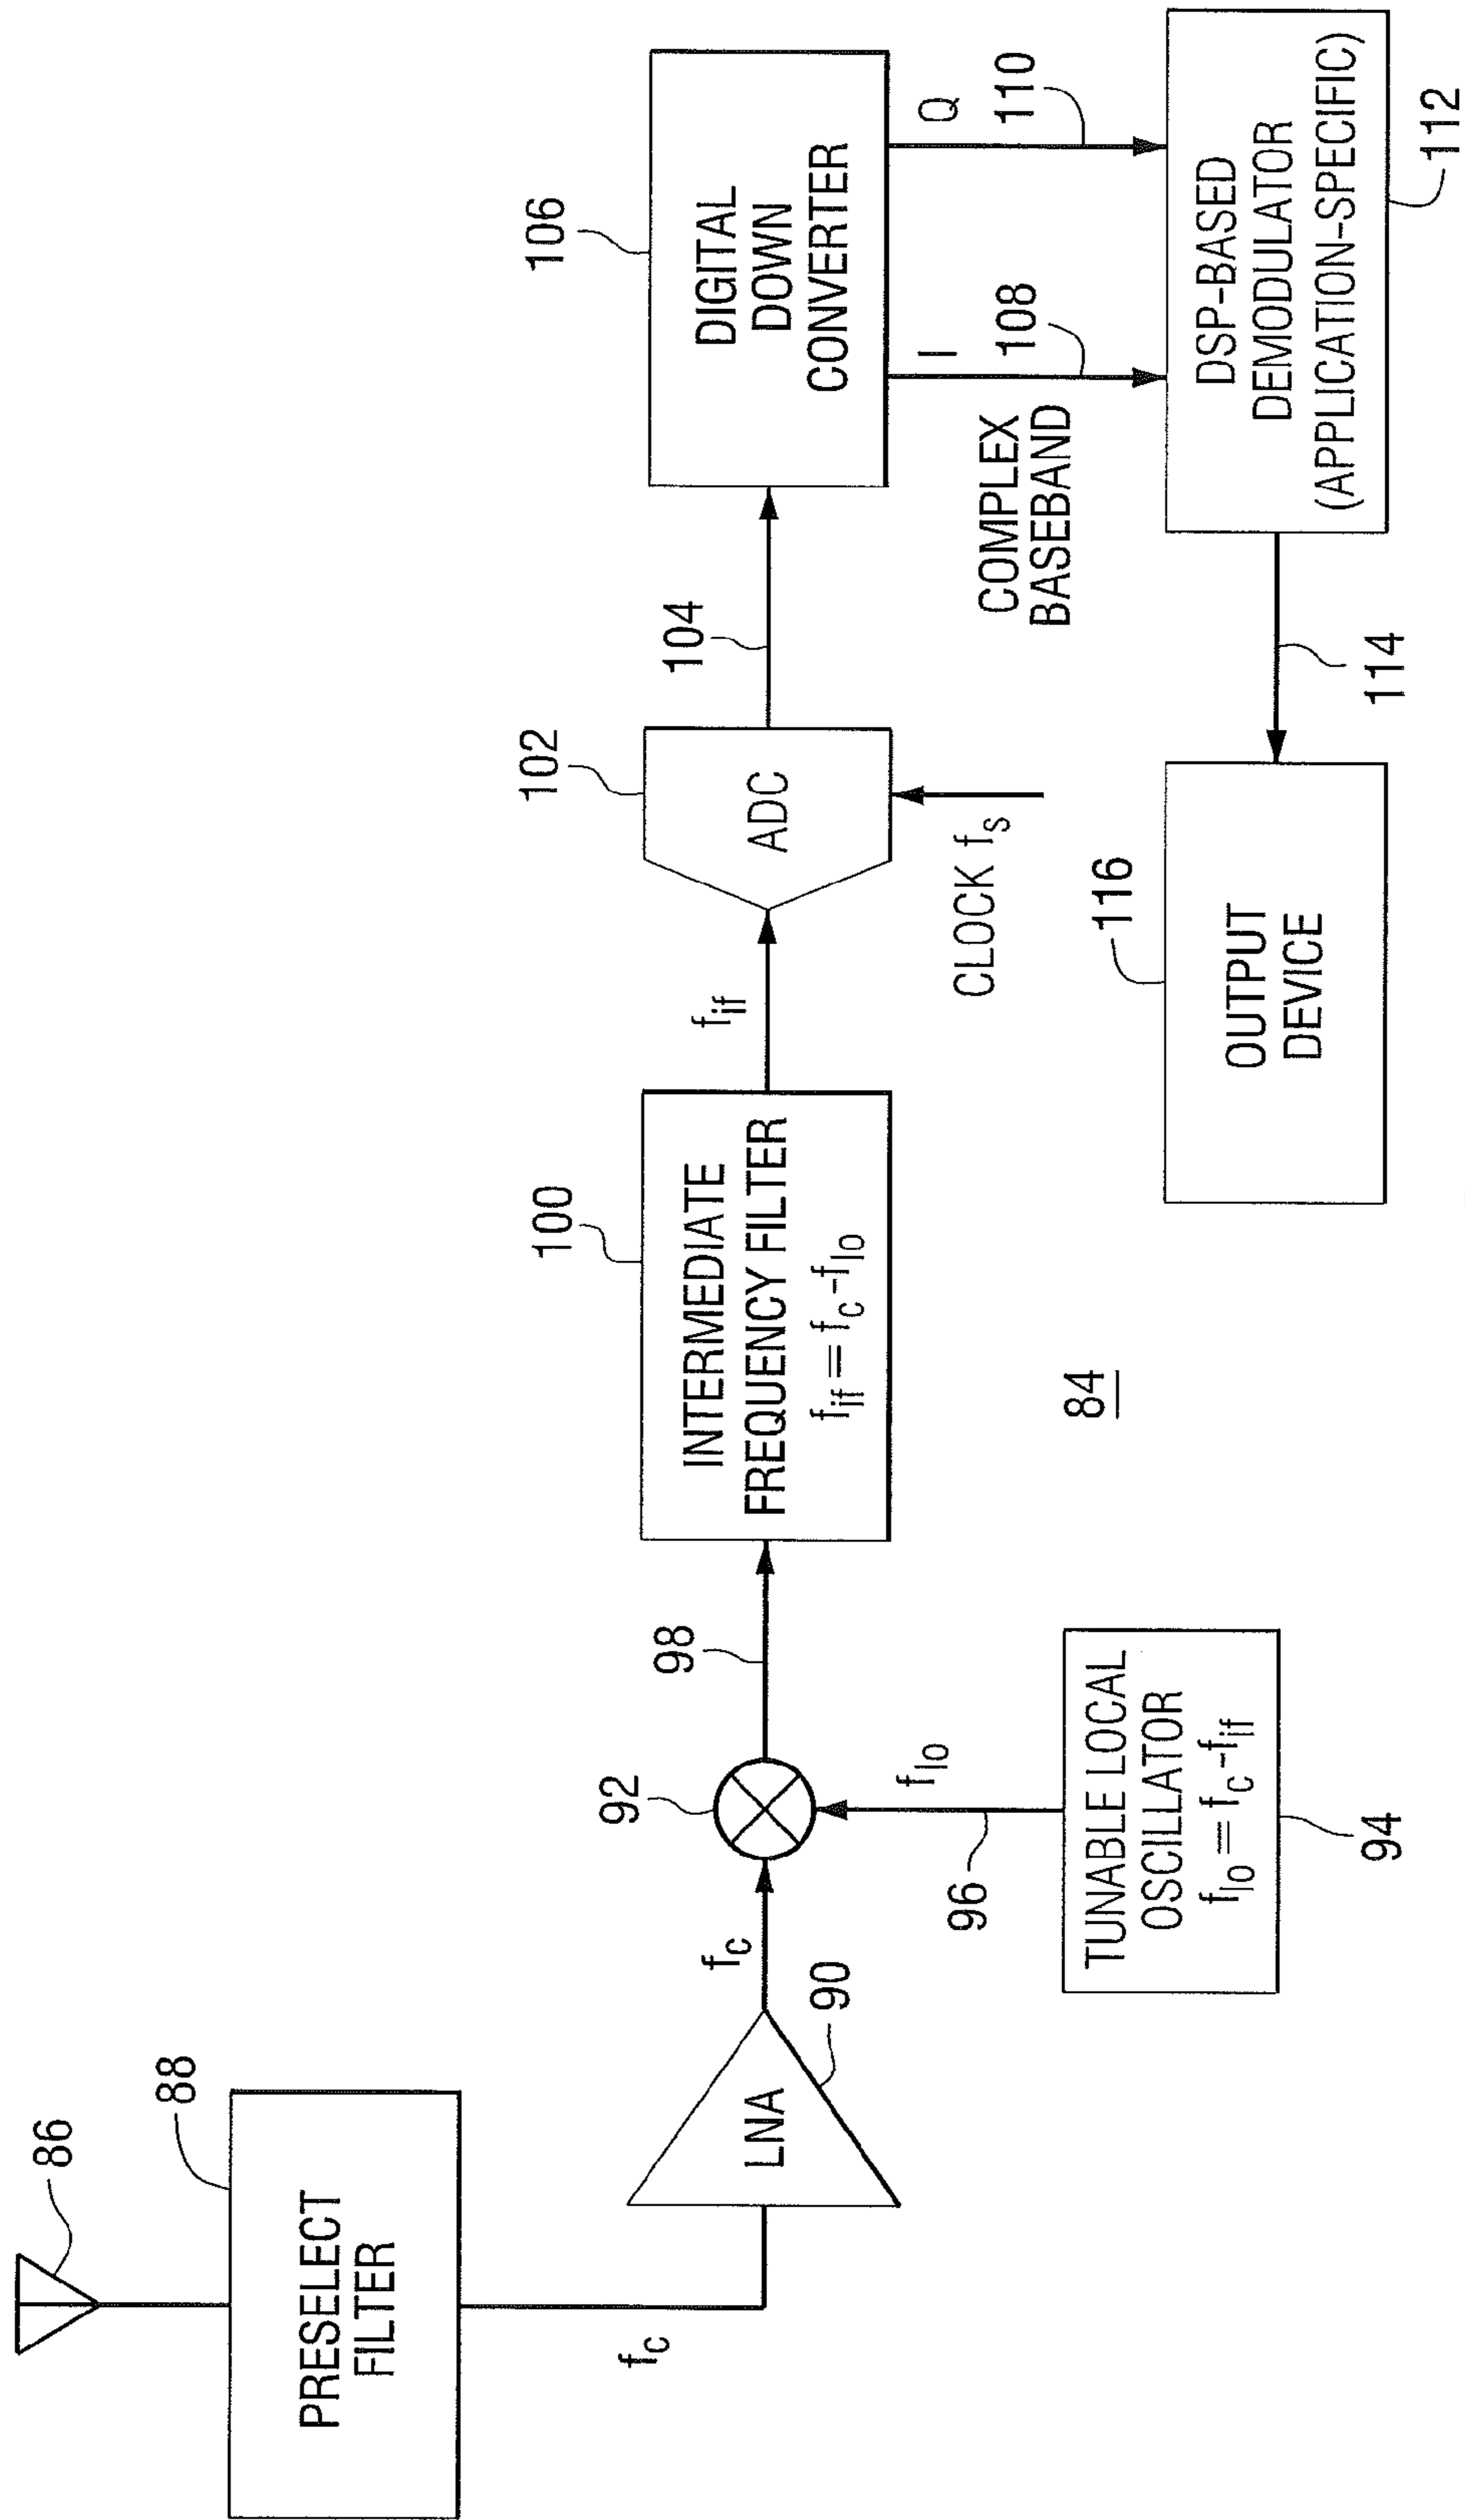 86
88
PRESELECT
FILTER
f_c
LNA
90
f_c
92
f_lo
96
TUNABLE LOCAL
OSCILLATOR
f_lo = f_c - f_if
94
98
100
INTERMEDIATE
FREQUENCY FILTER
f_if = f_c - f_lo
84
f_if
102
ADC
CLOCK f_s
104
106
DIGITAL
DOWN
CONVERTER
I
108
Q
110
COMPLEX
BASEBAND
DSP-BASED
DEMODULATOR
(APPLICATION-SPECIFIC)
112
114
116
OUTPUT
DEVICE